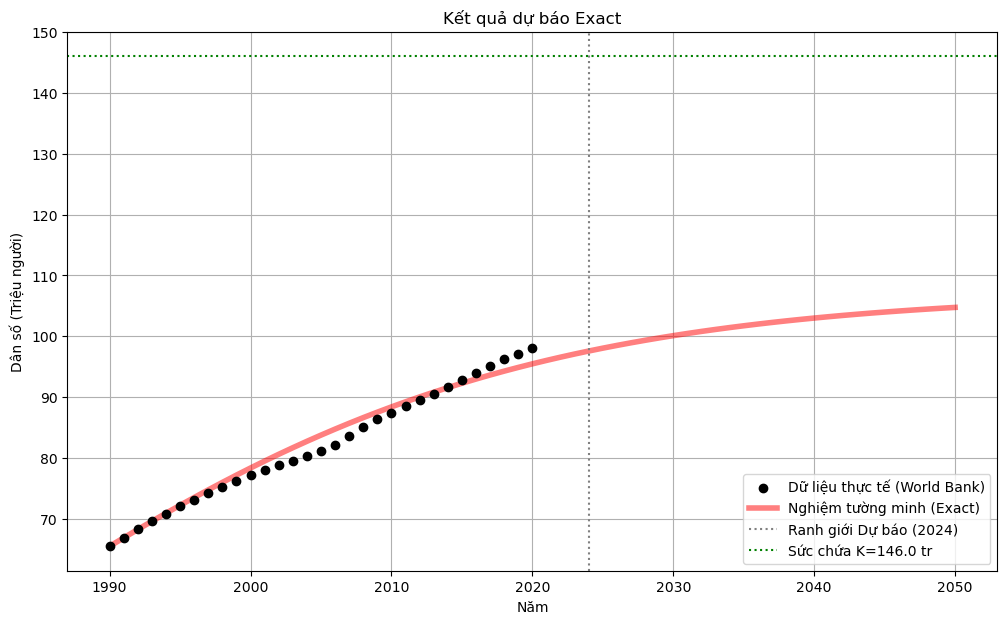 Kết quả dự báo Exact
150
140
130
120
110
100
90
80
70
Dân số (Triệu người)
1990
2000
2010
2020
2030
2040
2050
Năm
Dữ liệu thực tế (World Bank)
Nghiệm tường minh (Exact)
Ranh giới Dự báo (2024)
Sức chứa K=146.0 tr